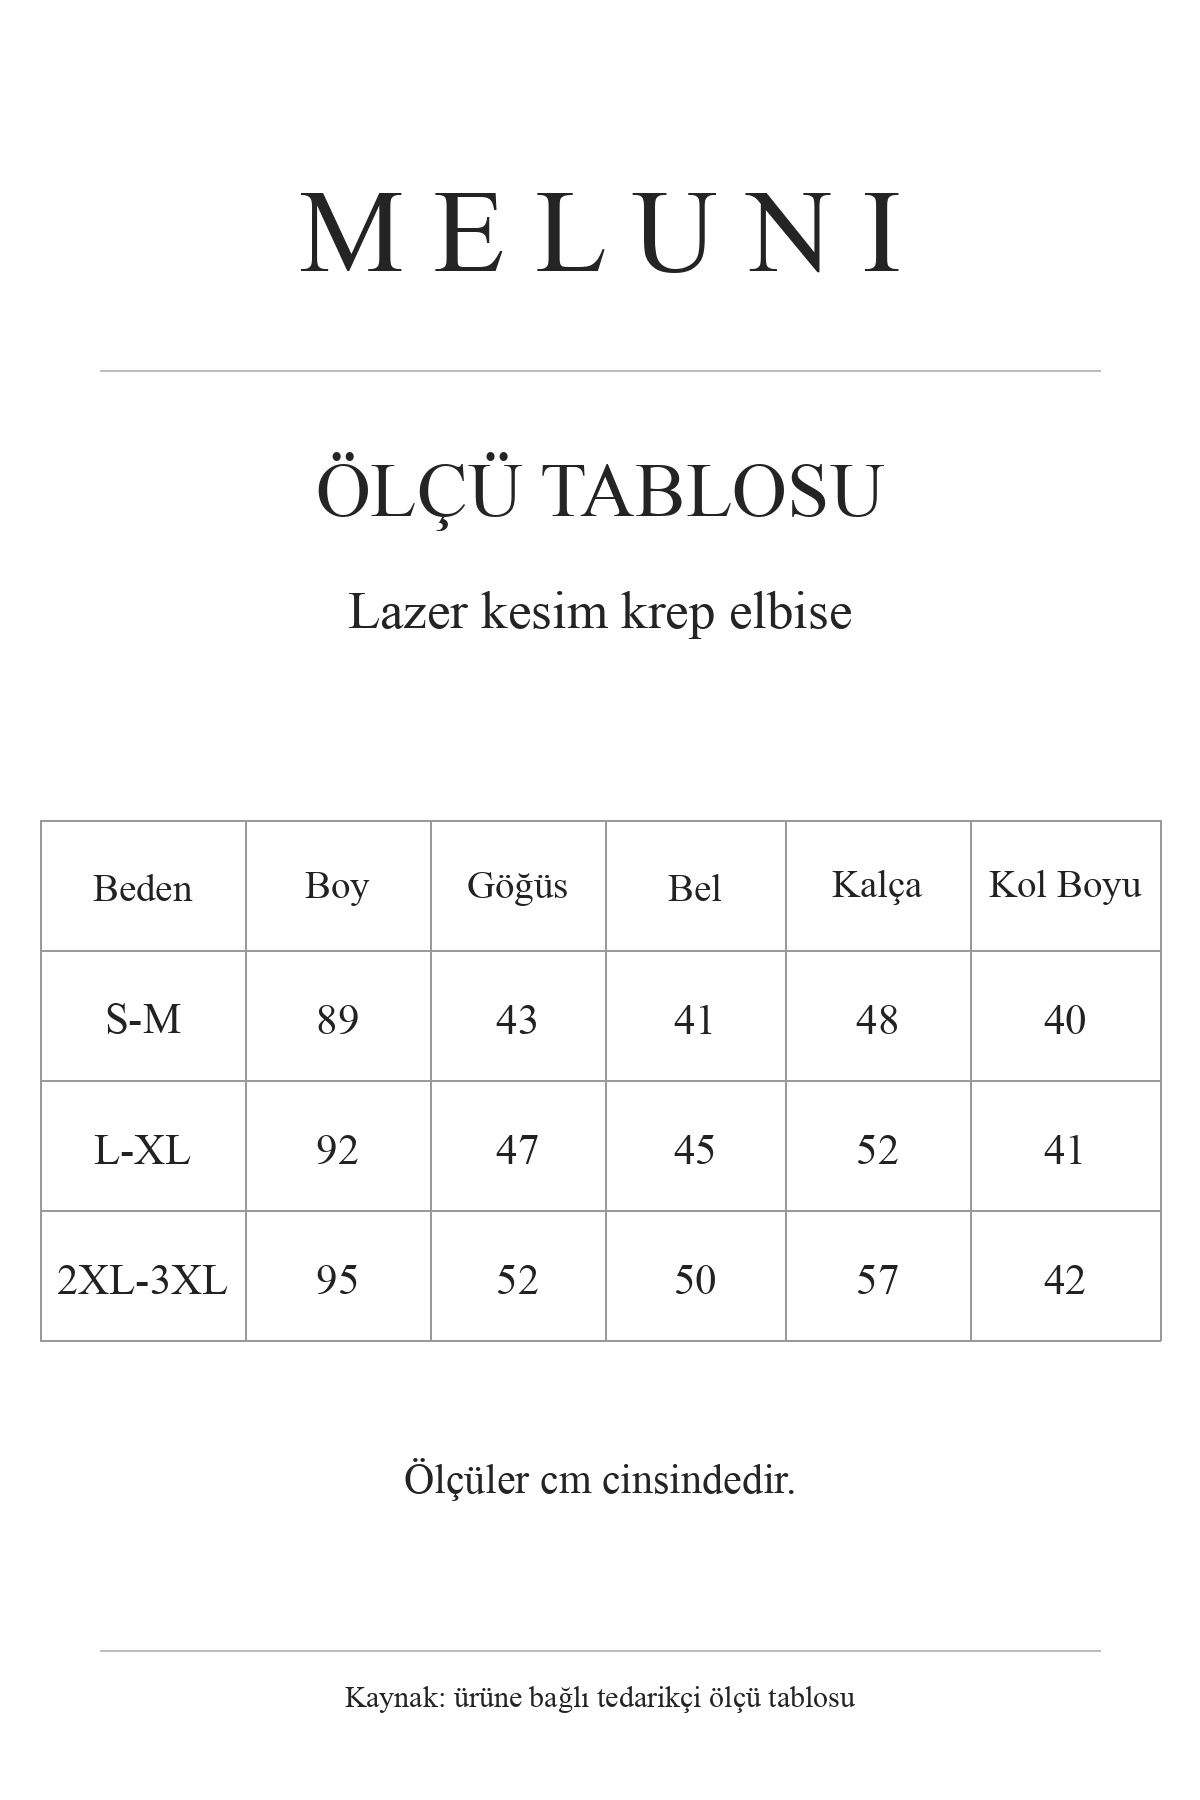 MELUNI
ÖLÇÜ TABLOSU
Lazer kesim krep elbise
Beden Boy Göğüs Bel Kalça Kol Boyu
S-M 89 43 41 48 40
L-XL 92 47 45 52 41
2XL-3XL 95 52 50 57 42
Ölçüler cm cinsindedir.
Kaynak: ürüne bağlı tedarikçi ölçü tablosu